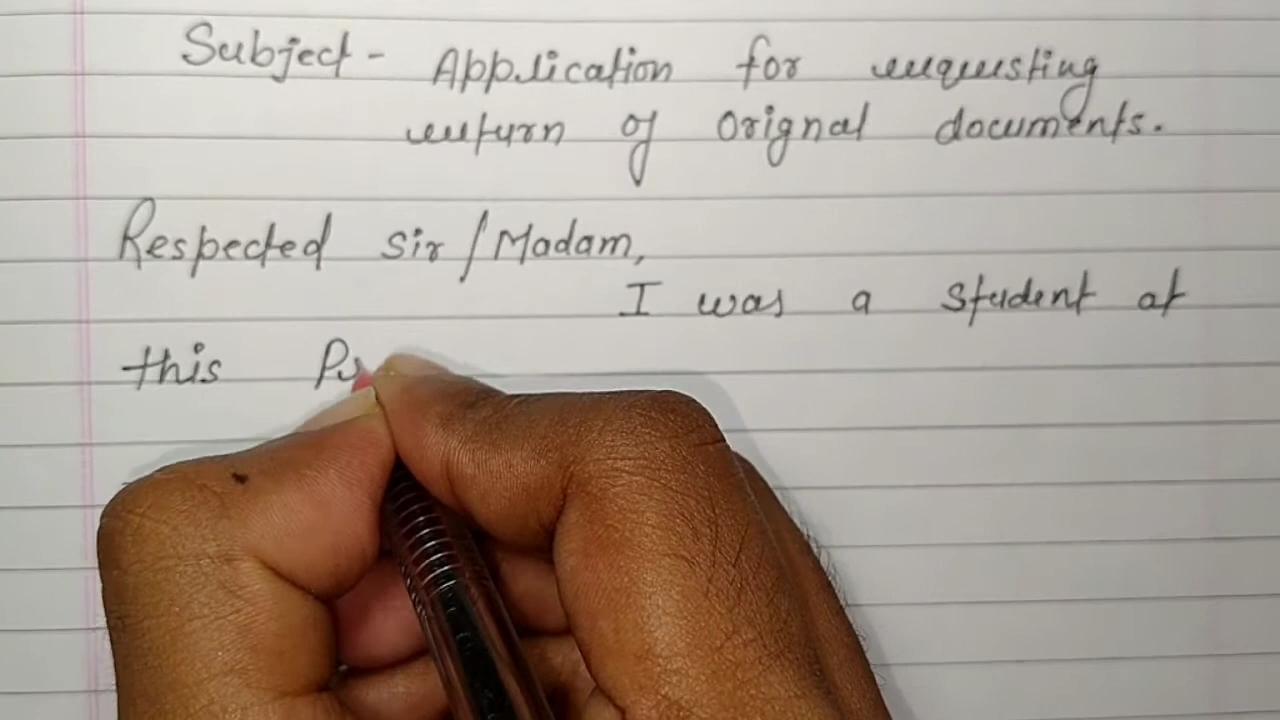 Subject - Application for requesting
return of Orignal documents.
Respected Sir/Madam,
I was a student at
this